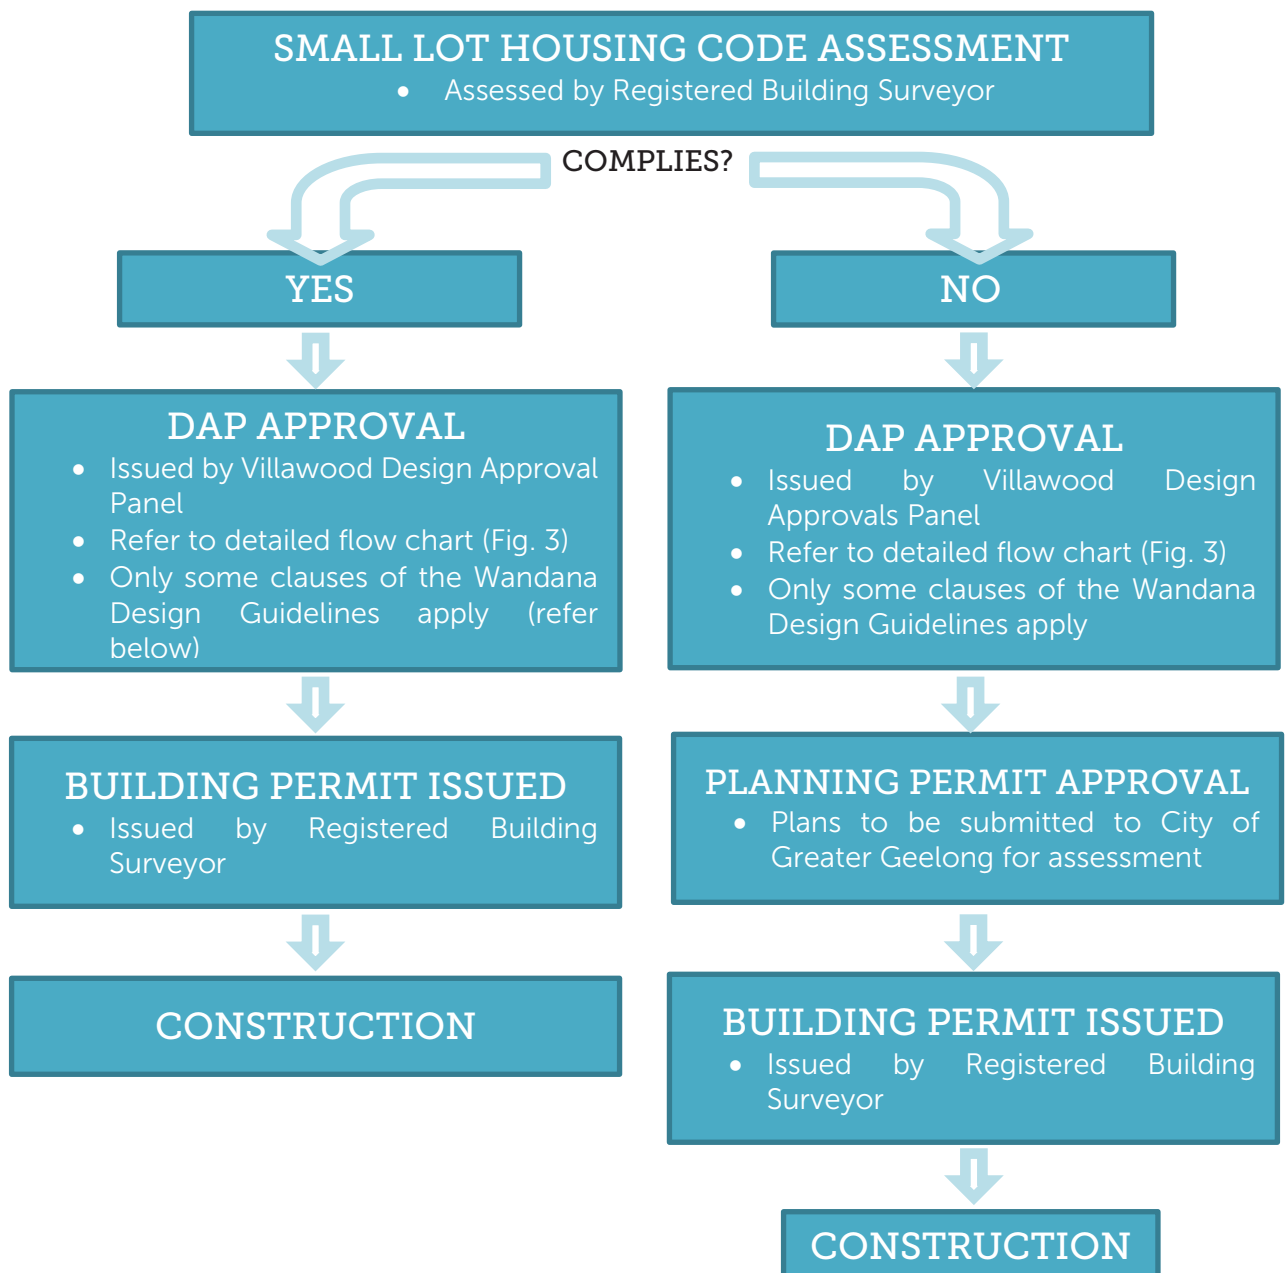 SMALL LOT HOUSING CODE ASSESSMENT
• Assessed by Registered Building Surveyor
COMPLIES?
YES
DAP APPROVAL
• Issued by Villawood Design Approval
Panel
• Refer to detailed flow chart (Fig. 3)
• Only some clauses of the Wandana
Design Guidelines apply (refer
below)
BUILDING PERMIT ISSUED
• Issued by Registered Building
Surveyor
CONSTRUCTION
NO
DAP APPROVAL
• Issued by Villawood Design
Approvals Panel
• Refer to detailed flow chart (Fig. 3)
• Only some clauses of the Wandana
Design Guidelines apply
PLANNING PERMIT APPROVAL
• Plans to be submitted to City of
Greater Geelong for assessment
BUILDING PERMIT ISSUED
• Issued by Registered Building
Surveyor
CONSTRUCTION